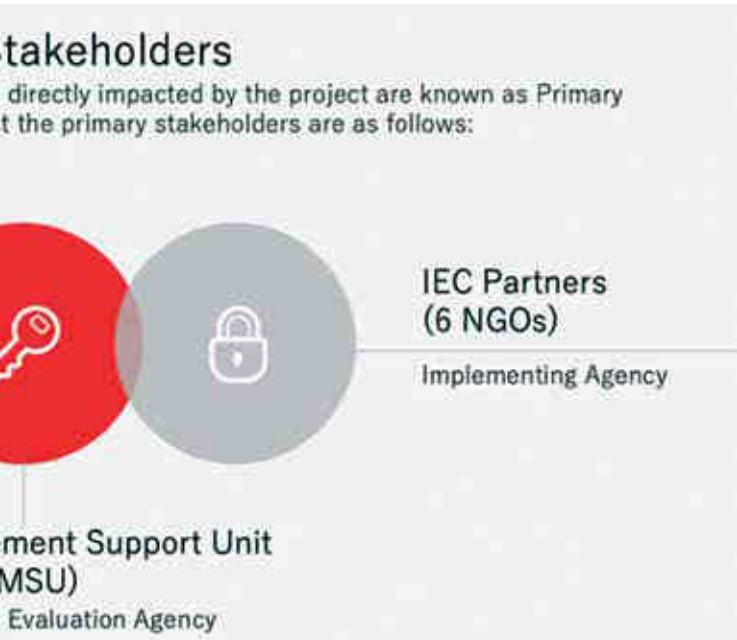 takeholders
directly impacted by the project are known as Primary
t the primary stakeholders are as follows:
IEC Partners
(6 NGOs)
Implementing Agency
ment Support Unit
MSU)
Evaluation Agency